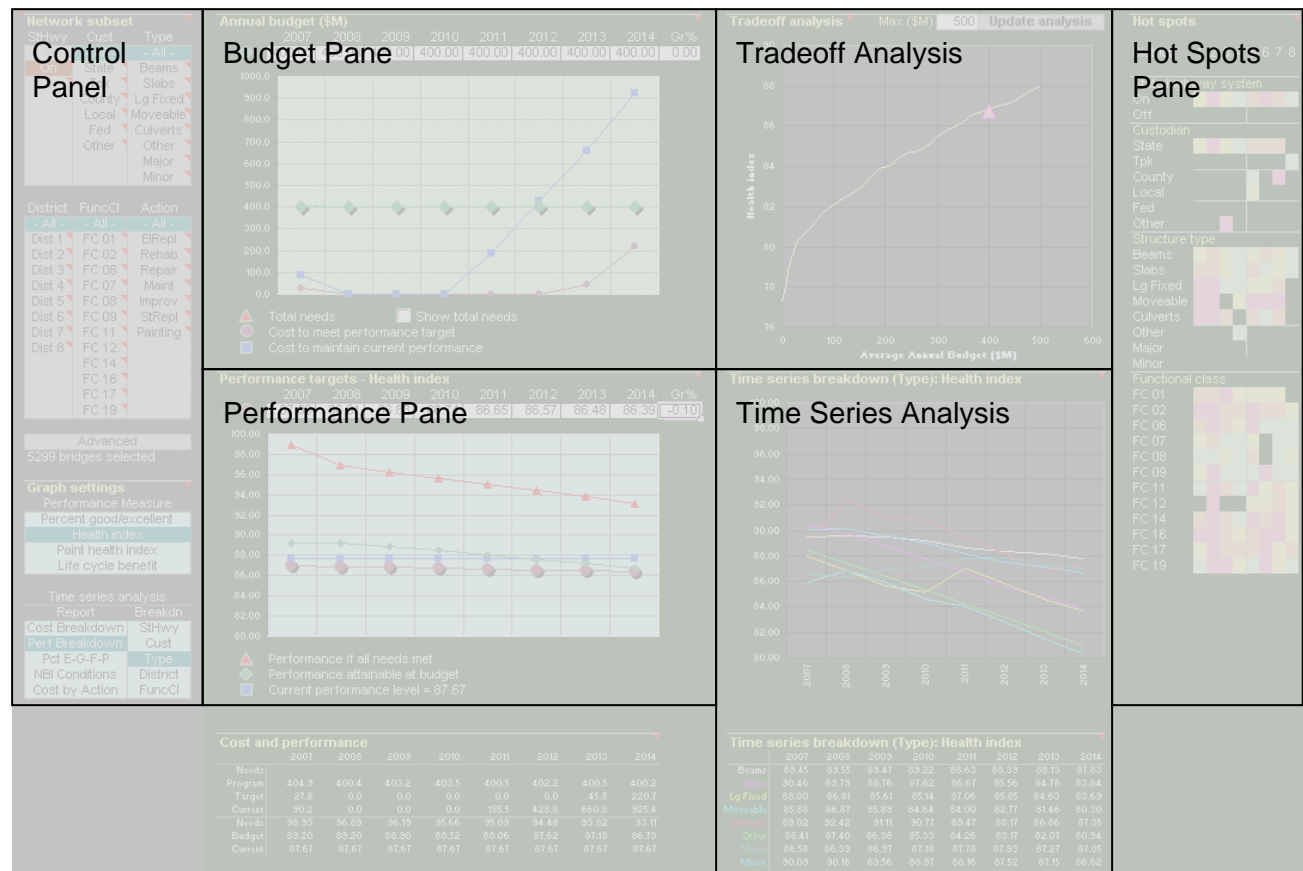 Network subset
StHwy Cust Type
- All -
On State Beams
Slabs
County Lg Fixed
Local Moveable
Fed Culverts
Other Other
Major
Minor
Control
Panel
District FuncCl Action
- All - - All - - All -
Dist 1 FC 01 ElRepl
Dist 2 FC 02 Rehab
Dist 3 FC 06 Repair
Dist 4 FC 07 Maint
Dist 5 FC 08 Improv
Dist 6 FC 09 StRepl
Dist 7 FC 11 Painting
Dist 8 FC 12
FC 14
FC 16
FC 17
FC 19
Advanced
5299 bridges selected
Graph settings
Performance Measure
Percent good/excellent
Health index
Paint health index
Life cycle benefit
Time series analysis
Report Breakdn
Cost Breakdown StHwy
Perf Breakdown Cust
Pct E-G-F-P Type
NBI Conditions District
Cost by Action FuncCl
Annual budget ($M)
2007 2008 2009 2010 2011 2012 2013 2014 Gr%
400.00 400.00 400.00 400.00 0.00
Budget Pane
1000.0
900.0
800.0
700.0
600.0
500.0
400.0
300.0
200.0
100.0
0.0
Total needs Show total needs
Cost to meet performance target
Cost to maintain current performance
Tradeoff analysis Max ($M) 500 Update analysis
Tradeoff Analysis
88
86
84
82
80
78
76
Health index
0 100 200 300 400 500 600
Average Annual Budget ($M)
Hot spots
6 7 8
Hot Spots
Pane
On
Off
Custodian
State
Tpk
County
Local
Fed
Other
Structure type
Beams
Slabs
Lg Fixed
Moveable
Culverts
Other
Major
Minor
Functional class
FC 01
FC 02
FC 06
FC 07
FC 08
FC 09
FC 11
FC 12
FC 14
FC 16
FC 17
FC 19
Performance targets - Health index
2007 2008 2009 2010 2011 2012 2013 2014 Gr%
86.65 86.57 86.48 86.39 -0.10
Performance Pane
100.00
98.00
96.00
94.00
92.00
90.00
88.00
86.00
84.00
82.00
80.00
Performance if all needs met
Performance attainable at budget
Current performance level = 87.67
Time series breakdown (Type): Health index
Time Series Analysis
98.00
96.00
94.00
92.00
90.00
88.00
86.00
84.00
82.00
80.00
2007 2008 2009 2010 2011 2012 2013 2014
Cost and performance
2007 2008 2009 2010 2011 2012 2013 2014
Needs
Program 404.9 400.4 403.2 403.5 400.5 402.2 400.5 400.2
Target 27.8 0.0 0.0 0.0 0.0 0.0 45.8 220.7
Current 90.2 0.0 0.0 0.0 185.5 428.8 660.8 925.4
Needs 98.93 96.89 96.19 95.66 95.09 94.48 93.82 93.11
Budget 89.20 89.20 88.90 88.52 88.06 87.62 87.18 86.73
Current 87.67 87.67 87.67 87.67 87.67 87.67 87.67 87.67
Time series breakdown (Type): Health index
2007 2008 2009 2010 2011 2012 2013 2014
Beams 89.45 89.55 89.47 89.22 88.63 88.39 88.13 87.83
Slabs 90.46 89.79 88.76 87.82 86.67 85.56 84.78 83.84
Lg Fixed 88.00 86.81 85.61 85.14 87.06 85.85 84.63 83.69
Moveable 85.88 86.87 85.89 84.64 84.00 82.77 81.46 80.30
Culverts 89.02 92.42 91.11 90.77 89.47 88.17 86.86 87.35
Other 88.41 87.40 86.38 85.33 84.26 83.17 82.07 80.94
Major 86.58 86.39 86.97 87.18 87.78 87.93 87.27 87.05
Minor 90.09 90.16 89.56 88.97 88.16 87.52 87.15 86.62